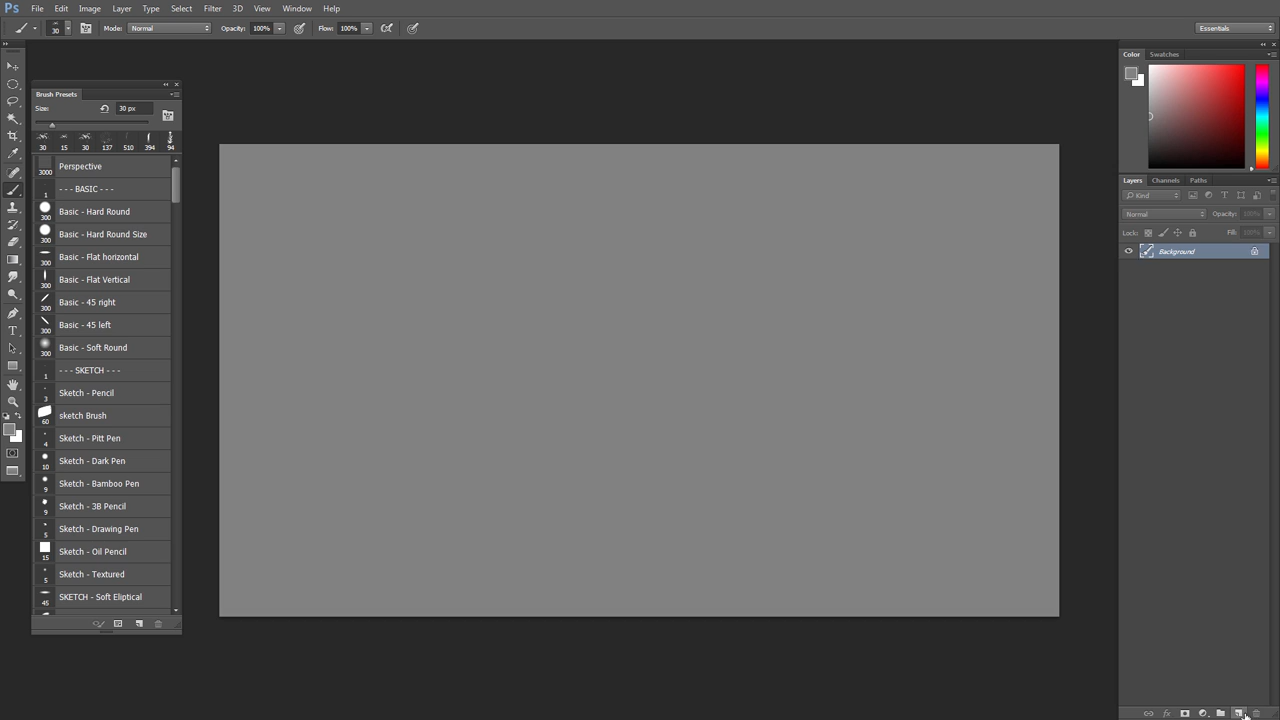 Ps File Edit Image Layer Type Select Filter 3D View Window Help
30 Mode: Normal Opacity: 100% Flow: 100% Essentials
Color Swatches
Brush Presets
Size: 30 px
30 15 30 137 510 394 94
3000 Perspective
1 - - - BASIC - - -
300 Basic - Hard Round
300 Basic - Hard Round Size
300 Basic - Flat horizontal
300 Basic - Flat Vertical
300 Basic - 45 right
300 Basic - 45 left
300 Basic - Soft Round
1 - - - SKETCH - - -
3 Sketch - Pencil
60 sketch Brush
4 Sketch - Pitt Pen
10 Sketch - Dark Pen
9 Sketch - Bamboo Pen
9 Sketch - 3B Pencil
5 Sketch - Drawing Pen
15 Sketch - Oil Pencil
5 Sketch - Textured
45 SKETCH - Soft Eliptical
Layers Channels Paths
Kind
Normal Opacity: 100%
Lock: Fill: 100%
Background